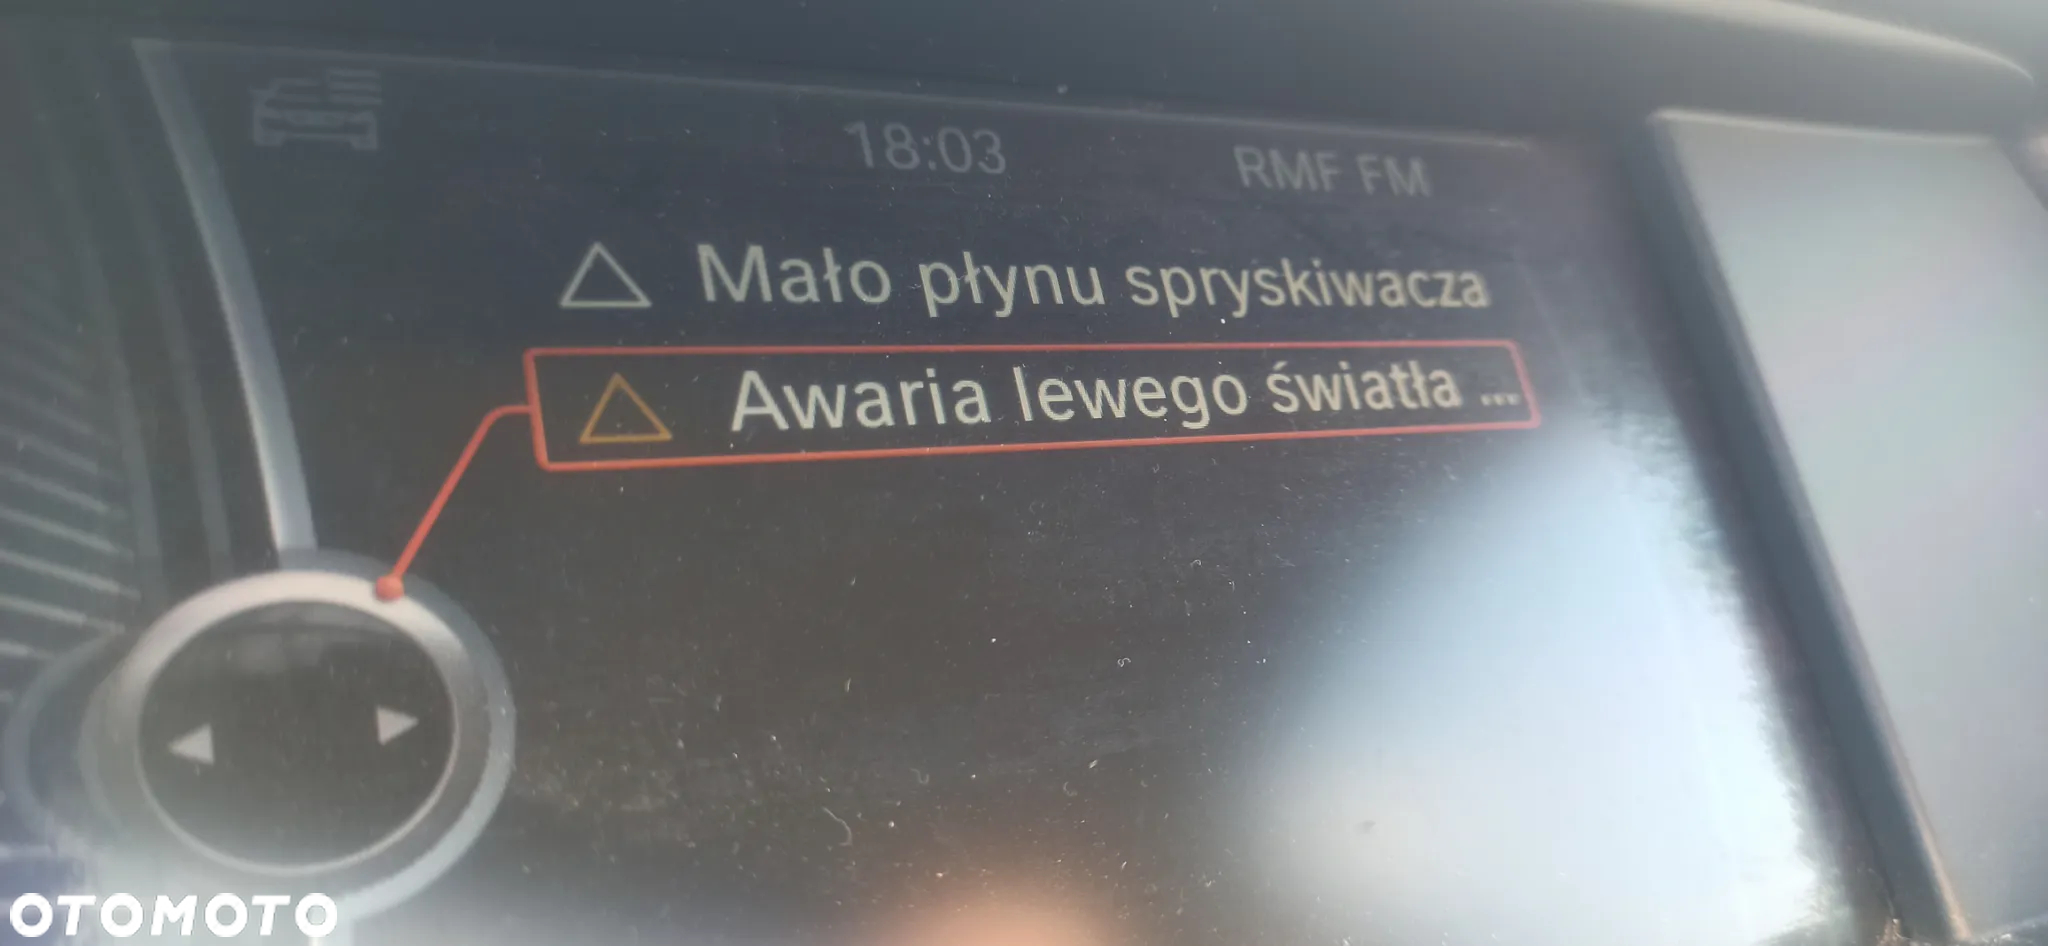 18:03 RMF FM
Mało płynu spryskiwacza
Awaria lewego światła ...
OTOMOTO